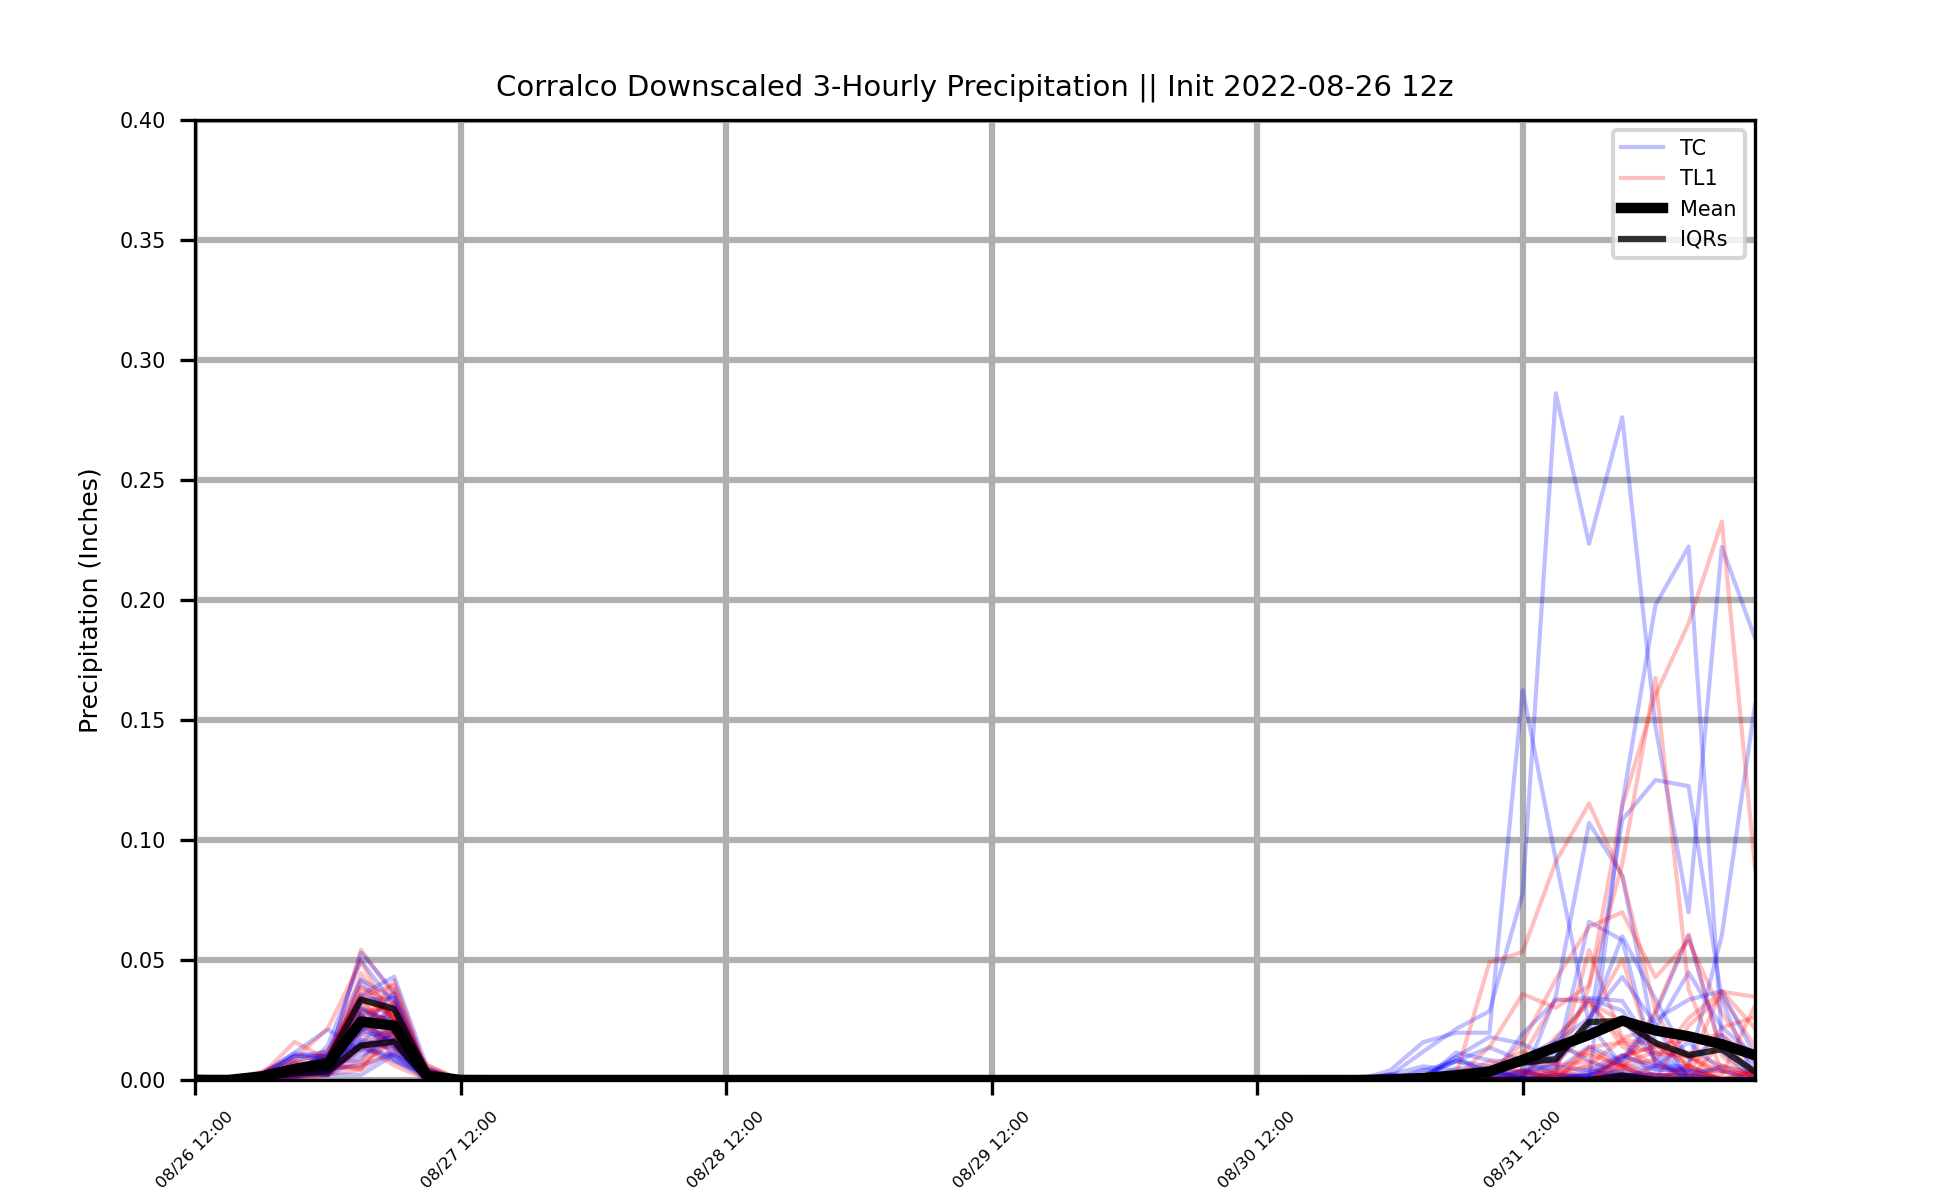 Corralco Downscaled 3-Hourly Precipitation || Init 2022-08-26 12z
Precipitation (Inches)
0.40
0.35
0.30
0.25
0.20
0.15
0.10
0.05
0.00
TC
TL1
Mean
IQRs
08/26 12:00
08/27 12:00
08/28 12:00
08/29 12:00
08/30 12:00
08/31 12:00